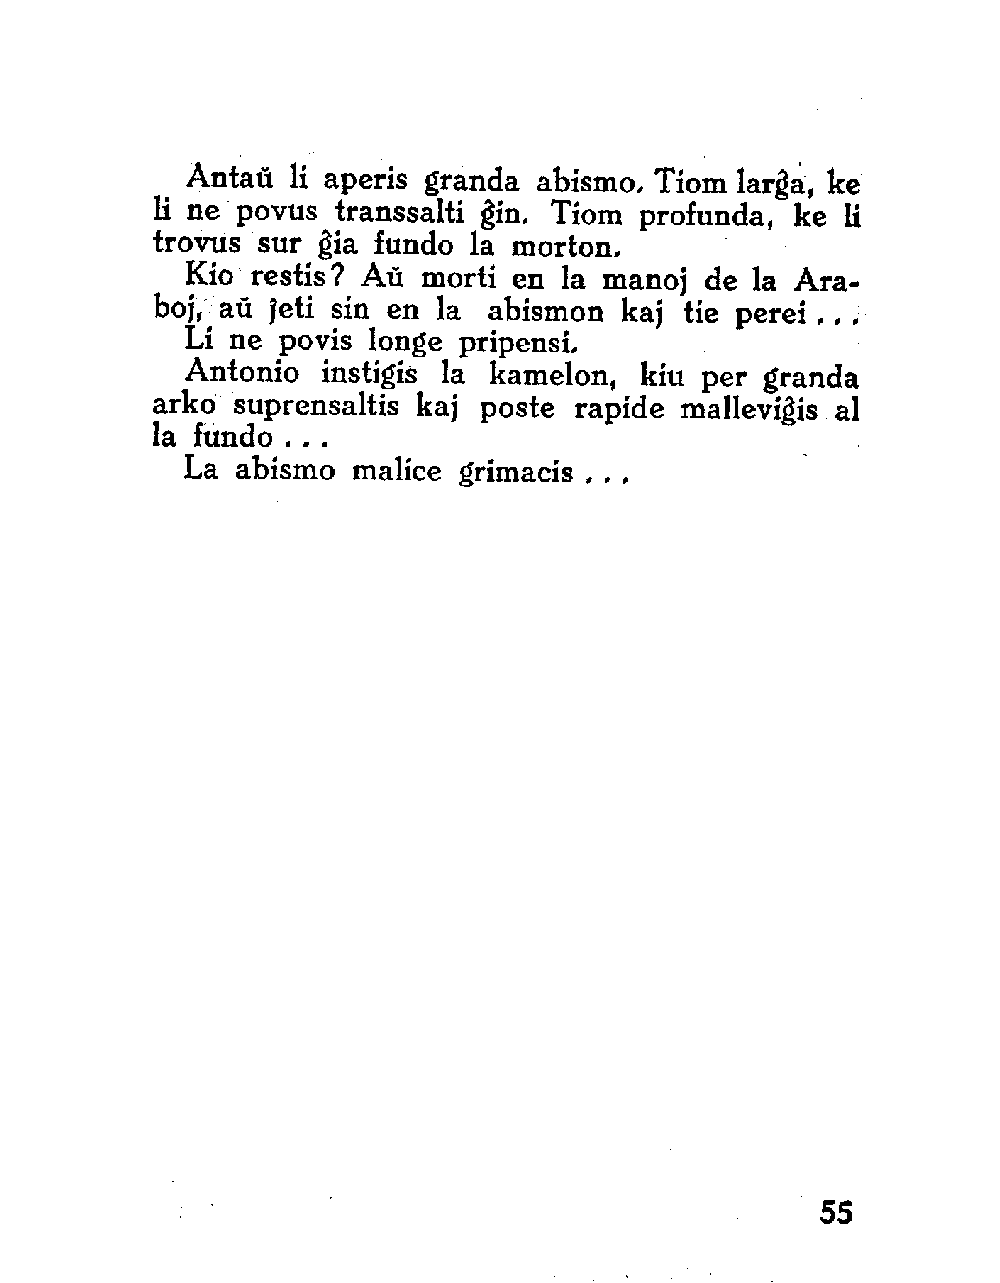 Antaŭ li aperis granda abismo. Tiom larĝa, ke
li ne povus transsalti ĝin. Tiom profunda, ke li
trovus sur ĝia fundo la morton.
Kio restis? Aŭ morti en la manoj de la Ara-
boj, aŭ ĵeti sin en la abismon kaj tie perei . . .
Li ne povis longe pripensi.
Antonio instigis la kamelon, kiu per granda
arko suprensaltis kaj poste rapide malleviĝis al
la fundo . . .
La abismo malice grimacis . . .
55